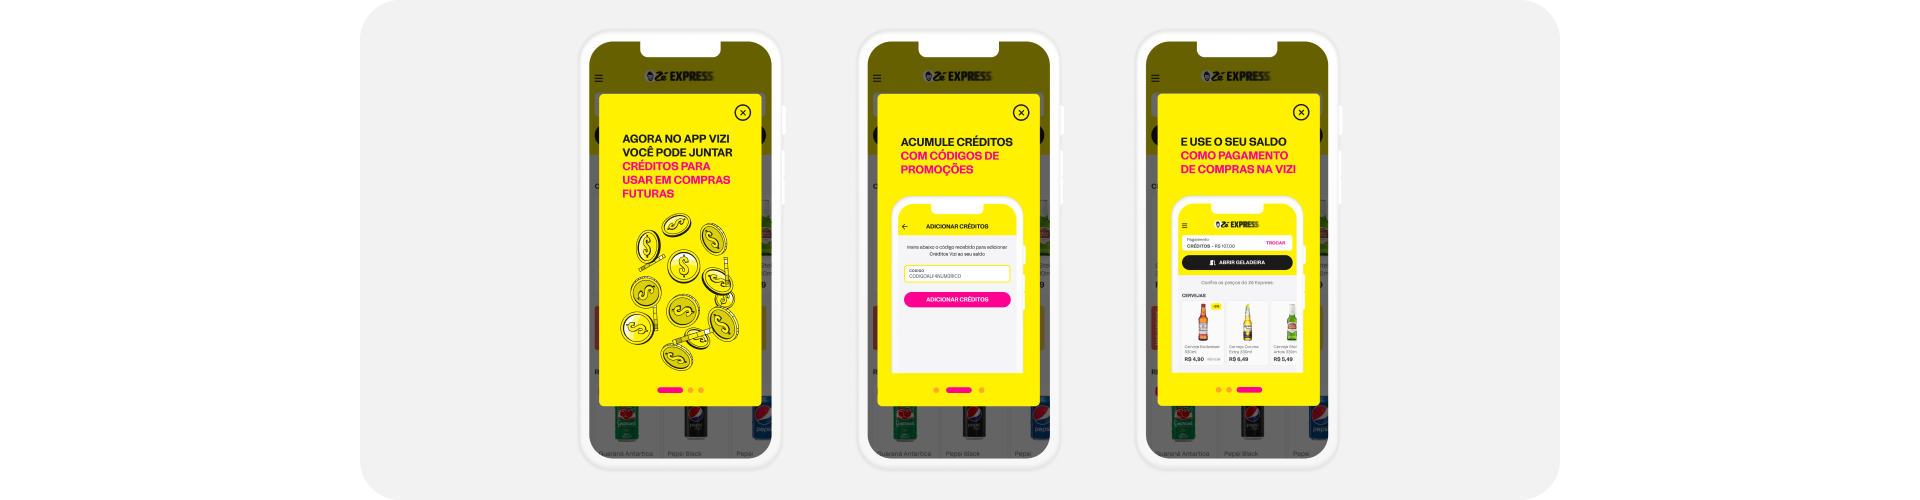 Zé EXPRESS
AGORA NO APP VIZI
VOCÊ PODE JUNTAR
CRÉDITOS PARA
USAR EM COMPRAS
FUTURAS
Guaraná Antartica
Pepsi Black
Pepsi
Zé EXPRESS
ACUMULE CRÉDITOS
COM CÓDIGOS DE
PROMOÇÕES
ADICIONAR CRÉDITOS
Insira abaixo o código recebido para adicionar
Créditos Vizi ao seu saldo
CÓDIGO
CODIGOALF4NUM3RICO
ADICIONAR CRÉDITOS
Guaraná Antartica
Pepsi Black
Pepsi
Zé EXPRESS
E USE O SEU SALDO
COMO PAGAMENTO
DE COMPRAS NA VIZI
Zé EXPRESS
Pagamento
CRÉDITOS - R$ 107,00
TROCAR
ABRIR GELADEIRA
Confira os preços do Zé Express
CERVEJAS
Cerveja Budweiser
330ml
R$ 4,90
Cerveja Corona
Extra 330ml
R$ 6,49
Cerveja Stel
Artois 330m
R$ 5,49
Guaraná Antartica
Pepsi Black
Pepsi